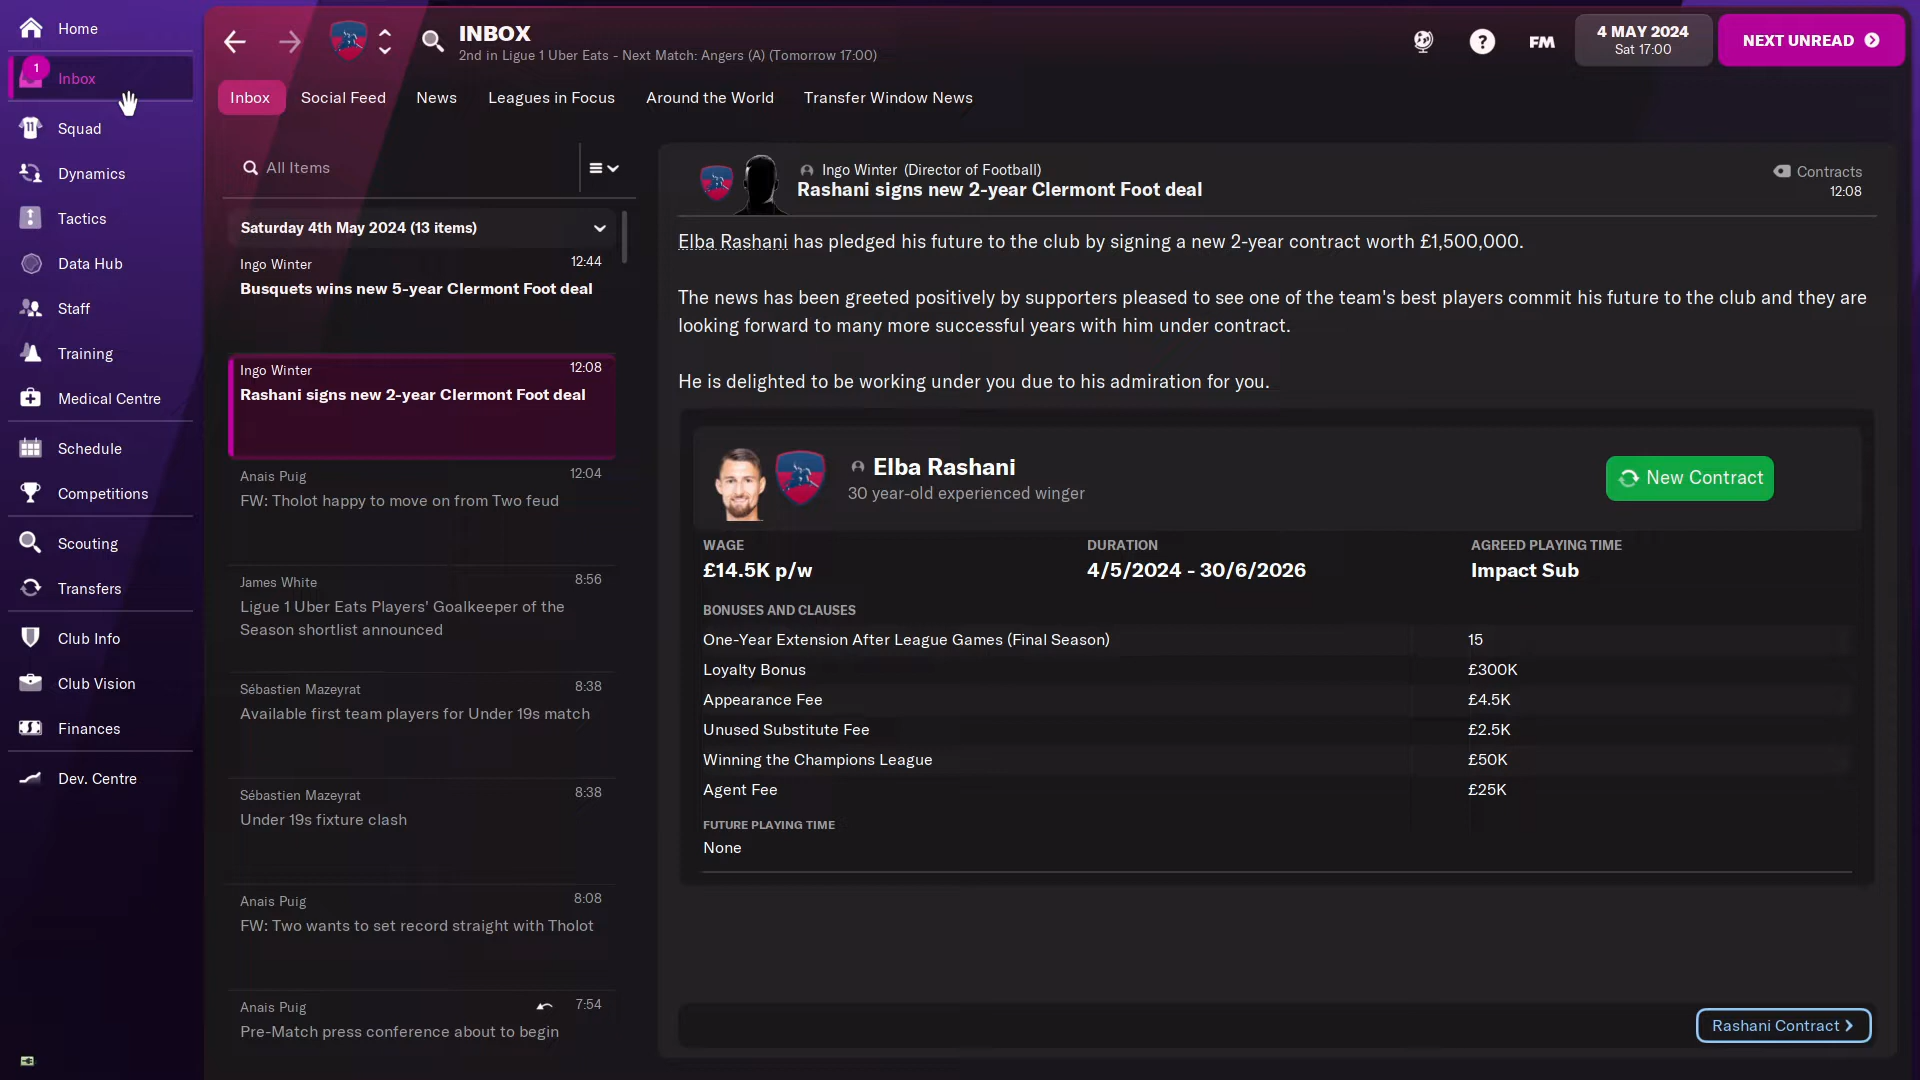 Home
1
Inbox
Squad
Dynamics
Tactics
Data Hub
Staff
Training
Medical Centre
Schedule
Competitions
Scouting
Transfers
Club Info
Club Vision
Finances
Dev. Centre
INBOX
2nd in Ligue 1 Uber Eats - Next Match: Angers (A) (Tomorrow 17:00)
?
FM
4 MAY 2024
Sat 17:00
NEXT UNREAD
Inbox Social Feed News Leagues in Focus Around the World Transfer Window News
All Items
Saturday 4th May 2024 (13 items)
Ingo Winter 12:44
Busquets wins new 5-year Clermont Foot deal
Ingo Winter 12:08
Rashani signs new 2-year Clermont Foot deal
Anais Puig 12:04
FW: Tholot happy to move on from Two feud
James White 8:56
Ligue 1 Uber Eats Players' Goalkeeper of the
Season shortlist announced
Sébastien Mazeyrat 8:38
Available first team players for Under 19s match
Sébastien Mazeyrat 8:38
Under 19s fixture clash
Anais Puig 8:08
FW: Two wants to set record straight with Tholot
Anais Puig 7:54
Pre-Match press conference about to begin
Ingo Winter (Director of Football)
Rashani signs new 2-year Clermont Foot deal
Contracts
12:08
Elba Rashani has pledged his future to the club by signing a new 2-year contract worth £1,500,000.
The news has been greeted positively by supporters pleased to see one of the team's best players commit his future to the club and they are
looking forward to many more successful years with him under contract.
He is delighted to be working under you due to his admiration for you.
Elba Rashani
30 year-old experienced winger
New Contract
WAGE DURATION AGREED PLAYING TIME
£14.5K p/w 4/5/2024 - 30/6/2026 Impact Sub
BONUSES AND CLAUSES
One-Year Extension After League Games (Final Season) 15
Loyalty Bonus £300K
Appearance Fee £4.5K
Unused Substitute Fee £2.5K
Winning the Champions League £50K
Agent Fee £25K
FUTURE PLAYING TIME
None
Rashani Contract